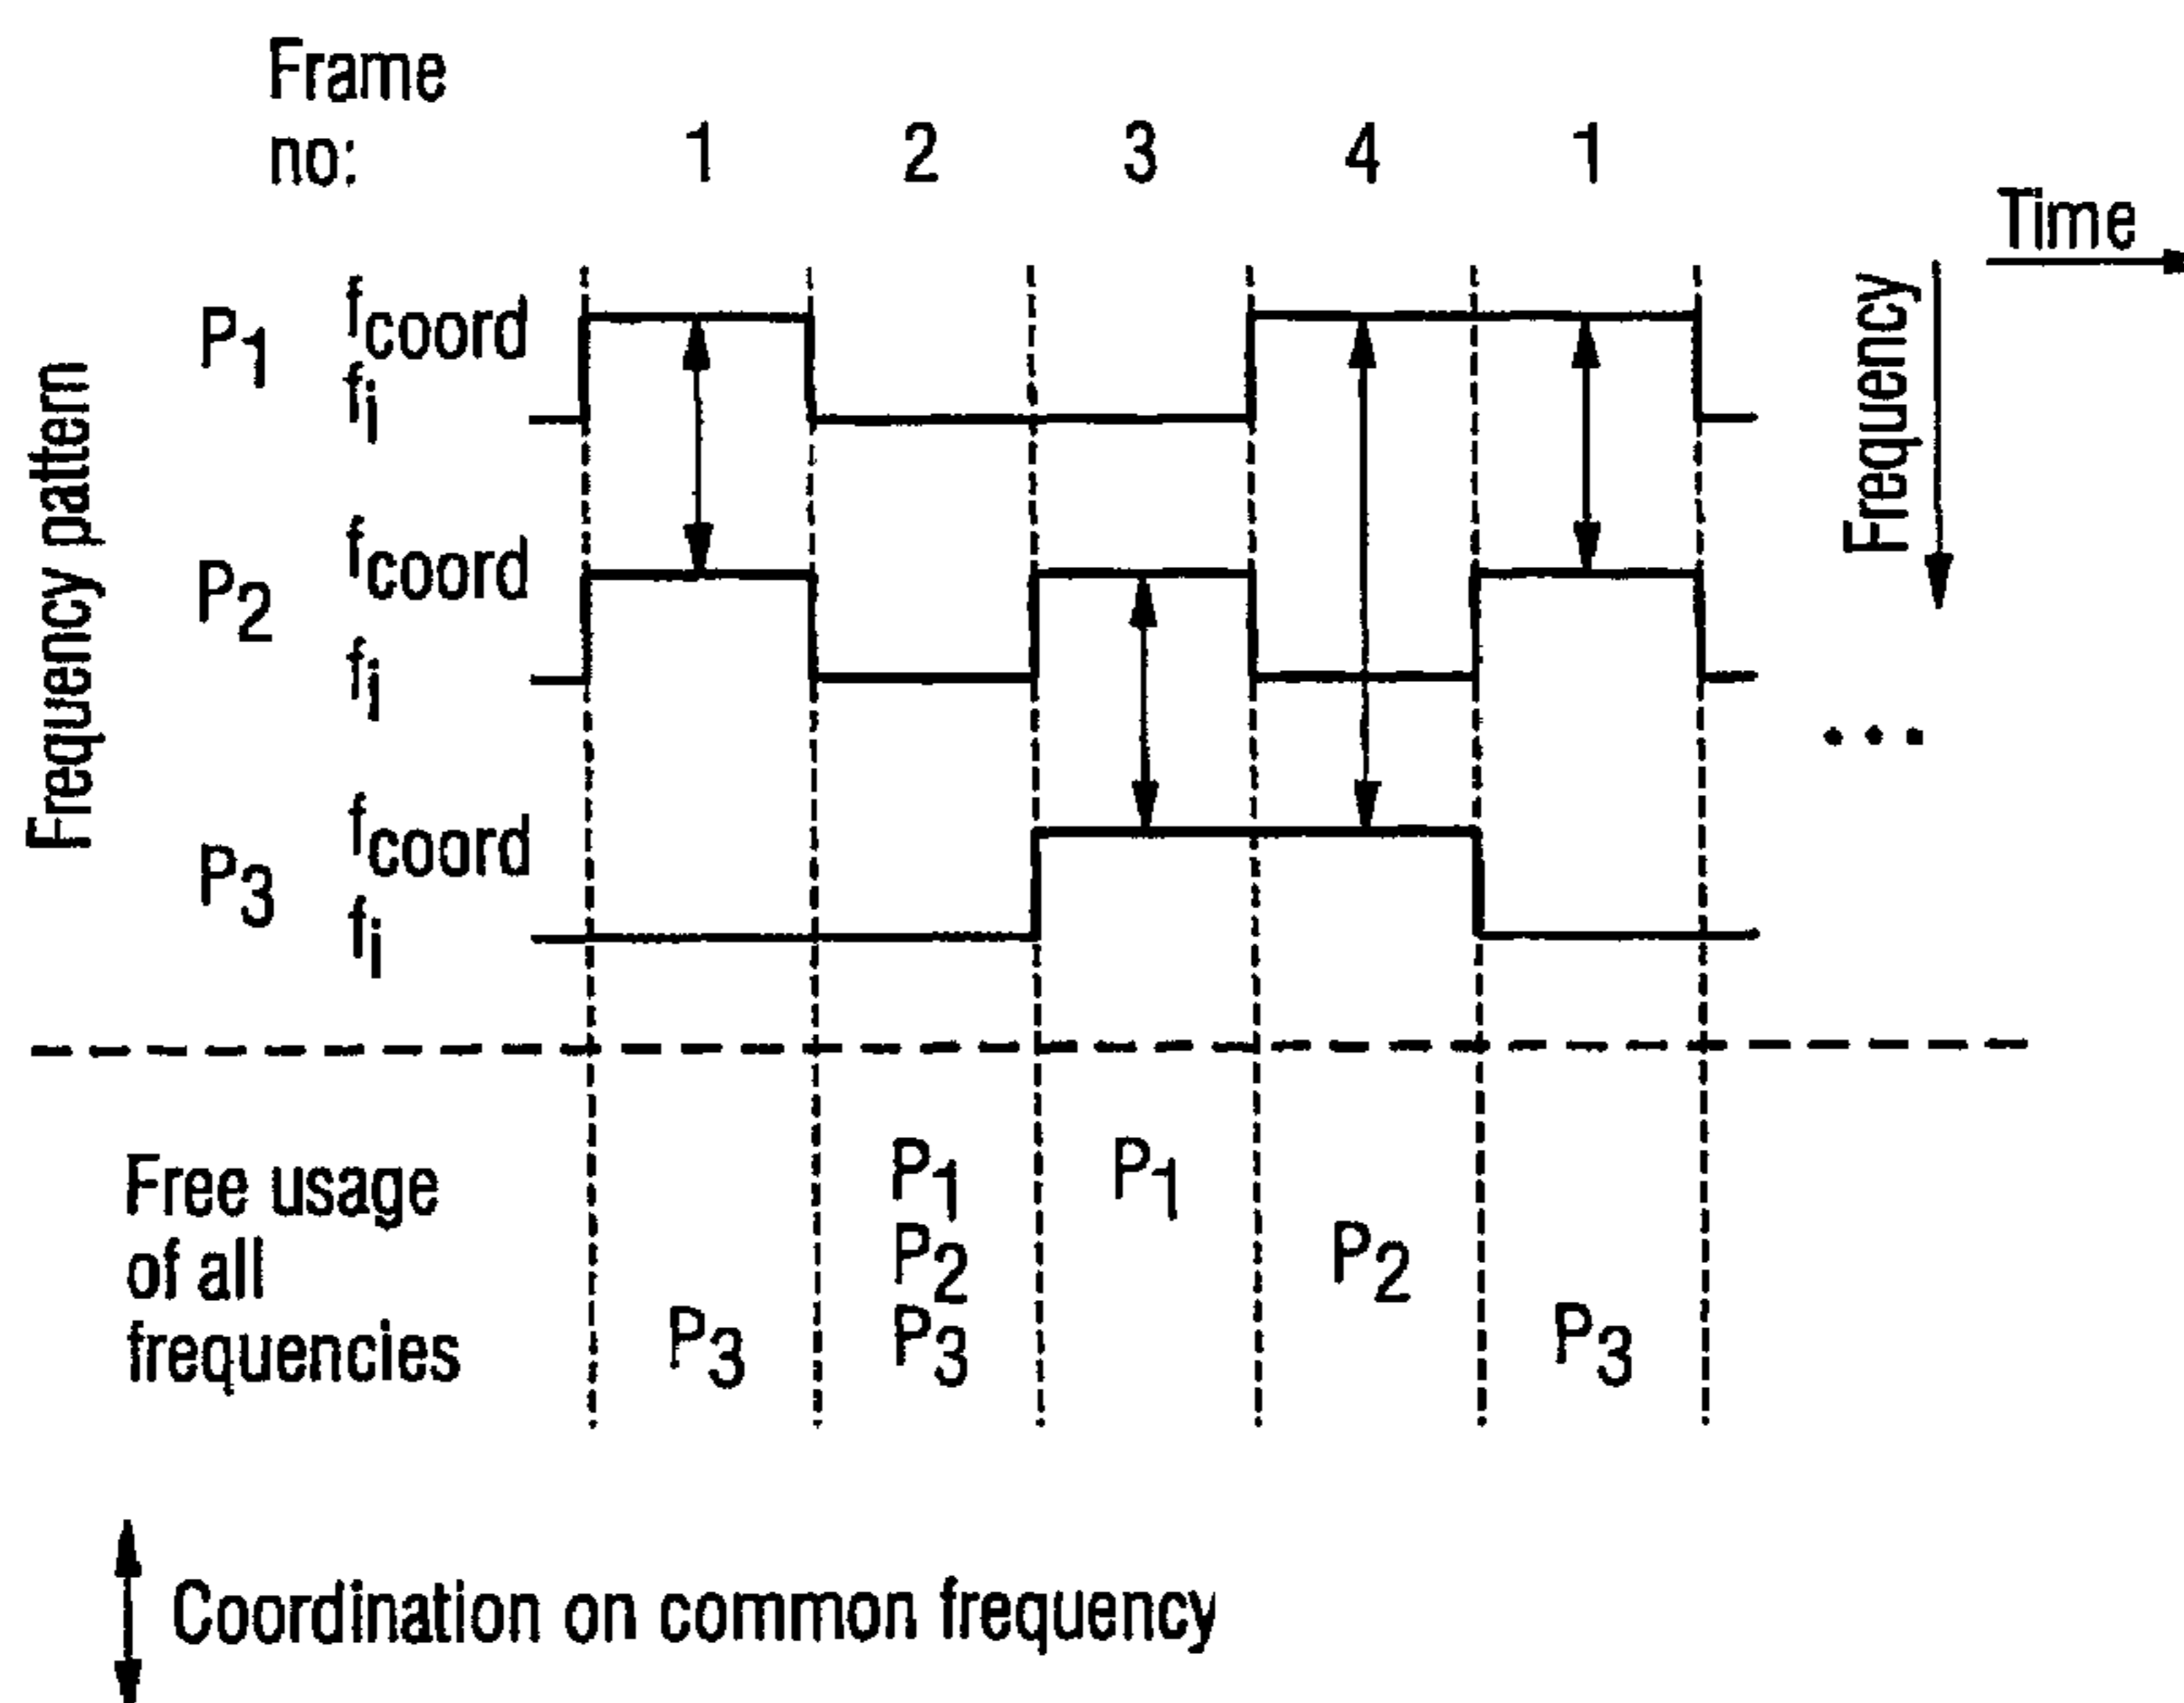 Frame
no: 1 2 3 4 1
Time
Frequency
Frequency pattern
P1 fcoord
fi
P2 fcoord
fi
P3 fcoord
fi
Free usage
of all
frequencies
P3
P1
P2
P3
P1
P2
P3
Coordination on common frequency